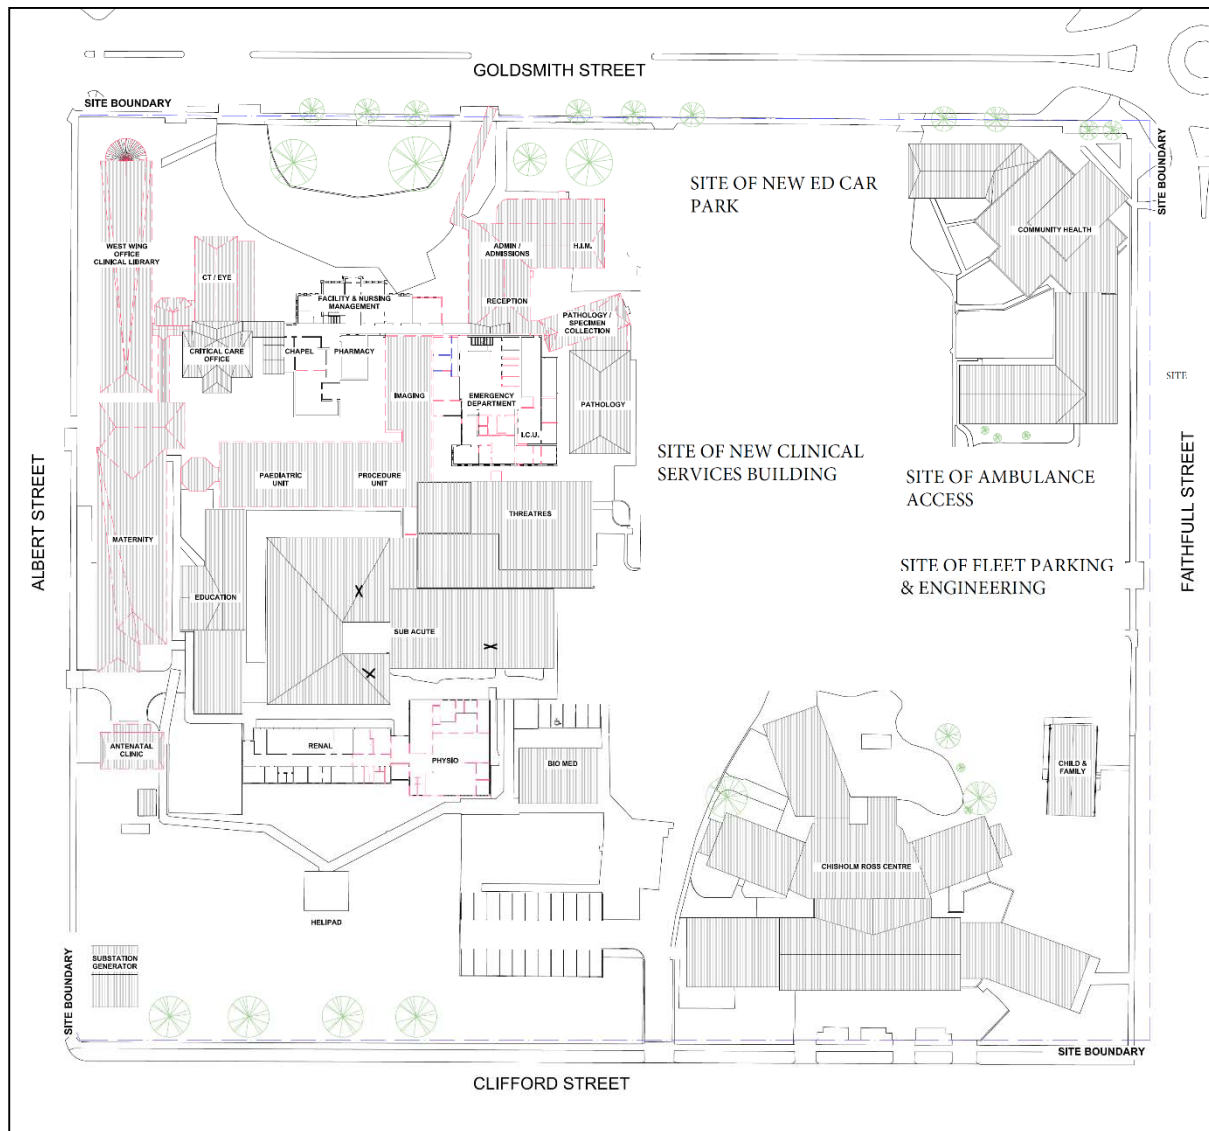 GOLDSMITH STREET
SITE BOUNDARY
SITE BOUNDARY
SITE OF NEW ED CAR
PARK
COMMUNITY HEALTH
WEST WING
OFFICE
CLINICAL LIBRARY
CT / EYE
ADMIN /
ADMISSIONS
H.I.M.
FACILITY & NURSING
MANAGEMENT
RECEPTION
PATHOLOGY /
SPECIMEN
COLLECTION
CRITICAL CARE
OFFICE
CHAPEL
PHARMACY
IMAGING
EMERGENCY
DEPARTMENT
PATHOLOGY
I.C.U.
SITE
SITE OF NEW CLINICAL
SERVICES BUILDING
SITE OF AMBULANCE
ACCESS
PAEDIATRIC
UNIT
PROCEDURE
UNIT
THREATRES
ALBERT STREET
FAITHFULL STREET
MATERNITY
SITE OF FLEET PARKING
& ENGINEERING
EDUCATION
SUB ACUTE
ANTENATAL
CLINIC
RENAL
PHYSIO
BIO MED
CHILD &
FAMILY
CHISHOLM ROSS CENTRE
HELIPAD
SUBSTATION
GENERATOR
SITE BOUNDARY
SITE BOUNDARY
CLIFFORD STREET